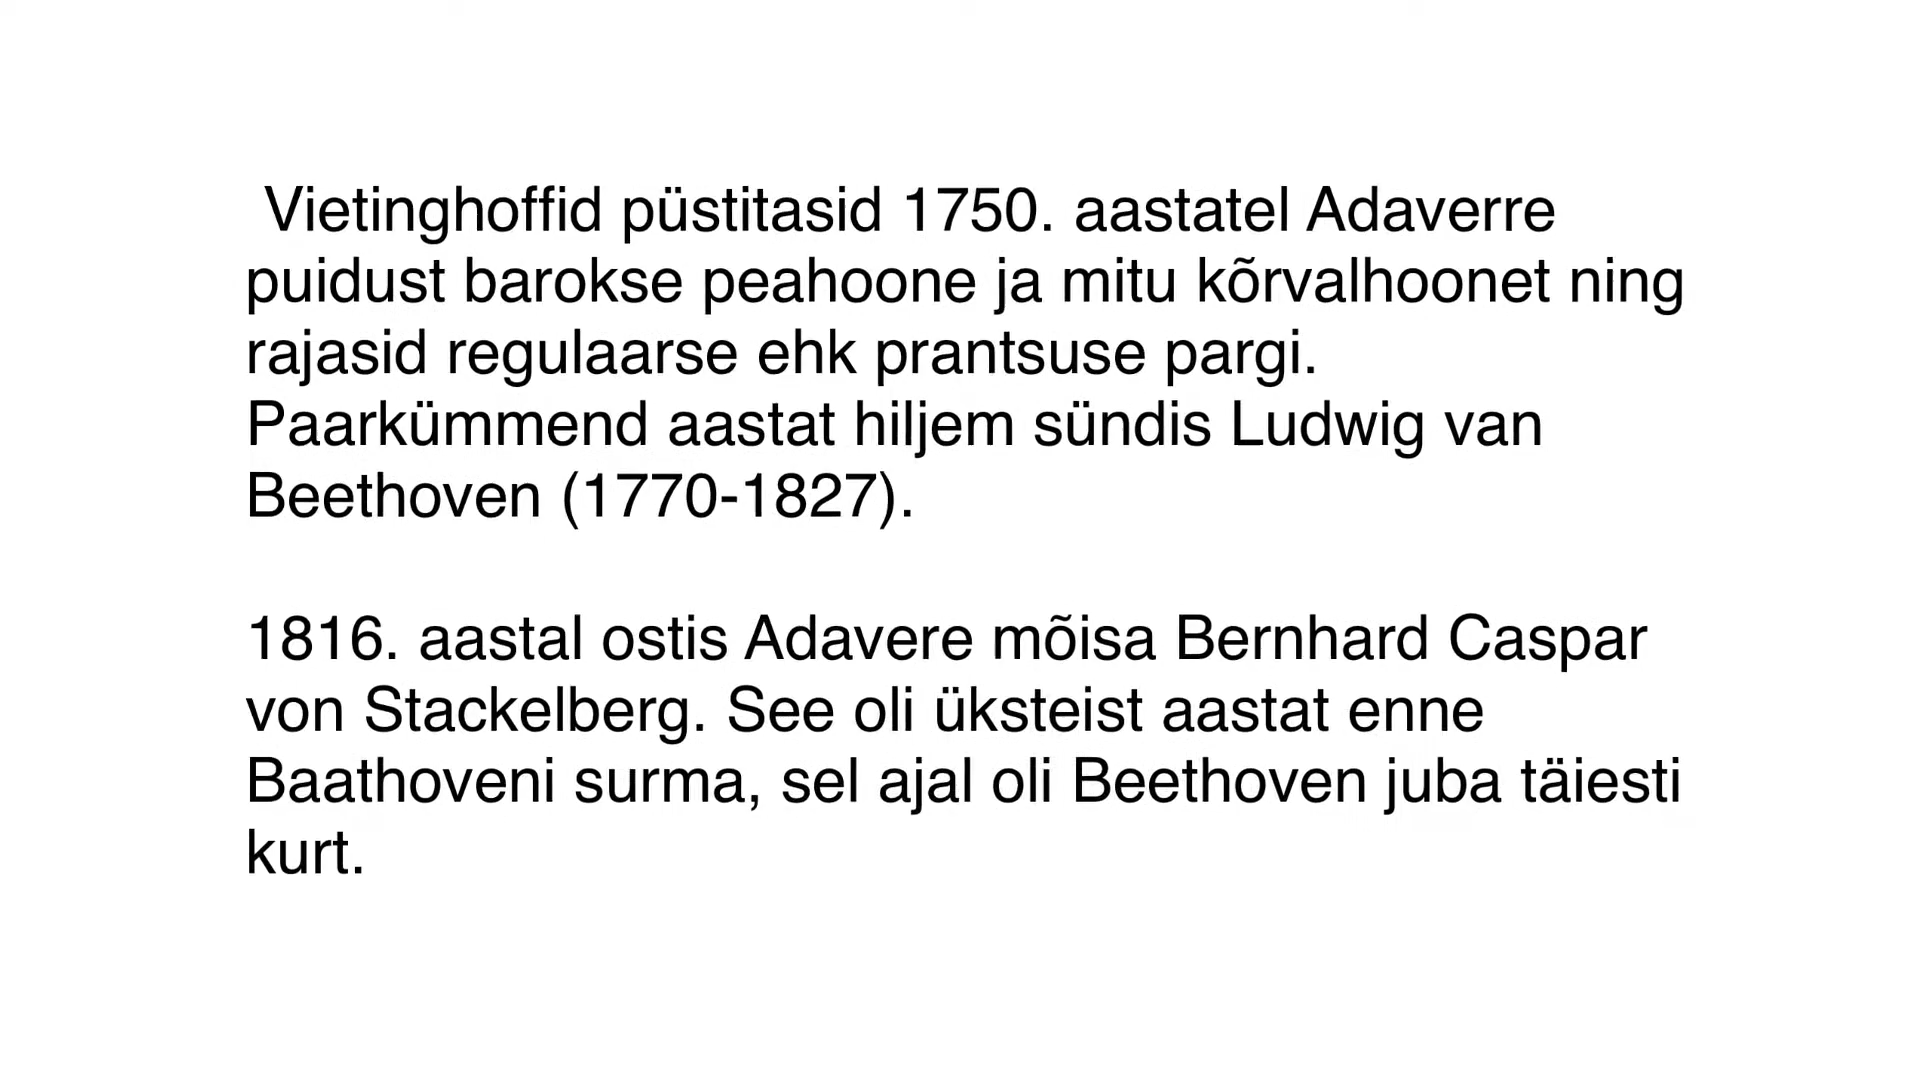 Vietinghoffid püstitasid 1750. aastatel Adaverre
puidust barokse peahoone ja mitu kõrvalhoonet ning
rajasid regulaarse ehk prantsuse pargi.
Paarkümmend aastat hiljem sündis Ludwig van
Beethoven (1770-1827).
1816. aastal ostis Adavere mõisa Bernhard Caspar
von Stackelberg. See oli üksteist aastat enne
Baathoveni surma, sel ajal oli Beethoven juba täiesti
kurt.